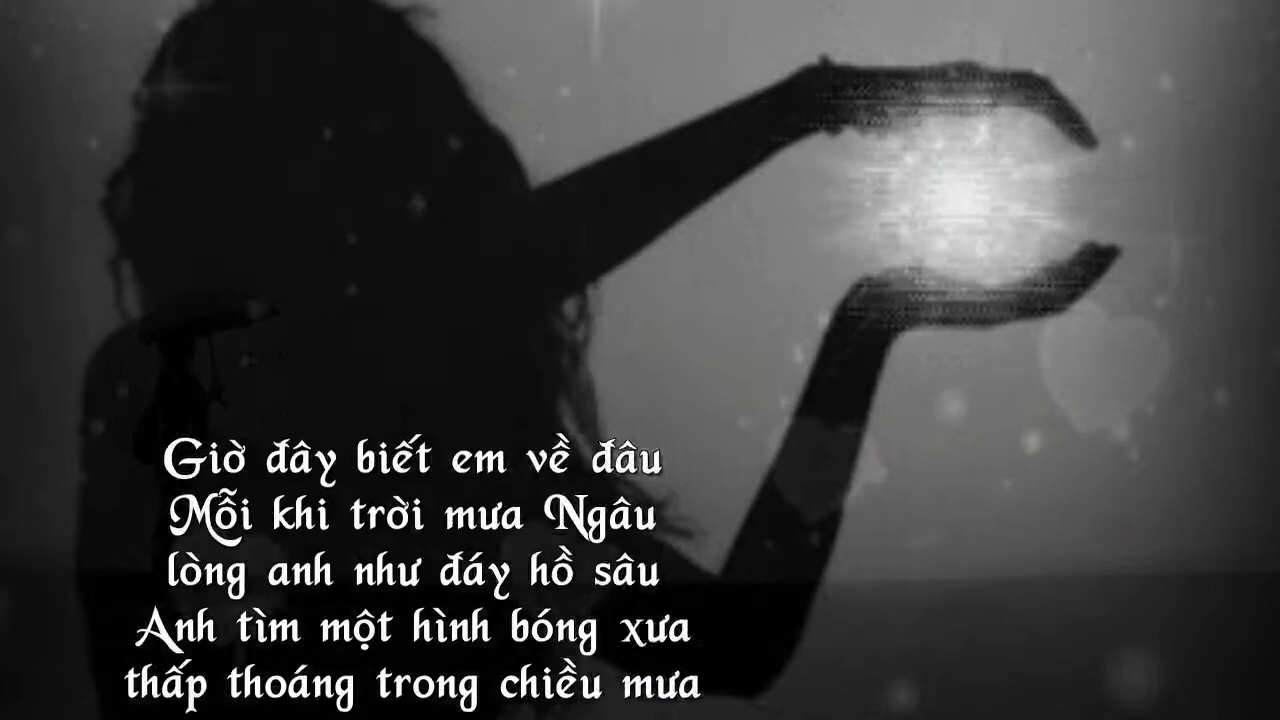 Giờ đây biết em về đâu
Mỗi khi trời mưa Ngâu
lòng anh như đáy hồ sâu
Anh tìm một hình bóng xưa
thấp thoáng trong chiều mưa